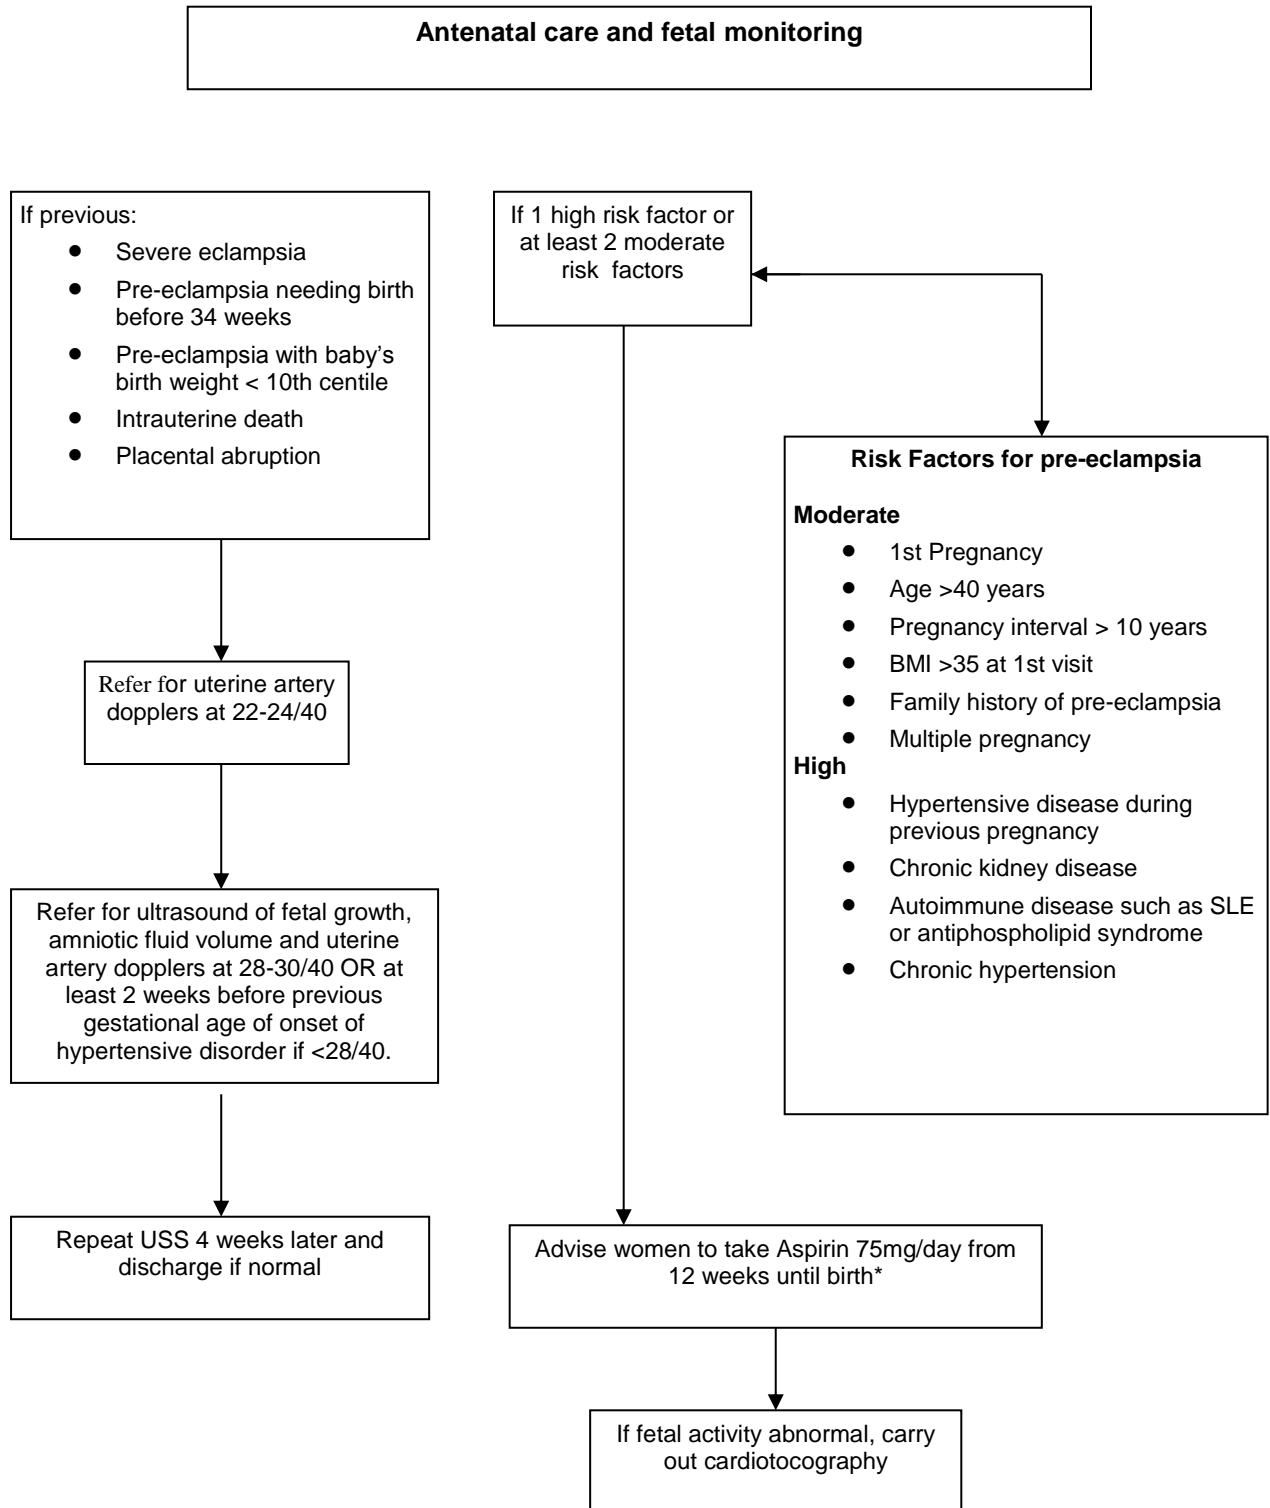 Antenatal care and fetal monitoring
If previous:
● Severe eclampsia
● Pre-eclampsia needing birth
before 34 weeks
● Pre-eclampsia with baby’s
birth weight < 10th centile
● Intrauterine death
● Placental abruption
Refer for uterine artery
dopplers at 22-24/40
Refer for ultrasound of fetal growth,
amniotic fluid volume and uterine
artery dopplers at 28-30/40 OR at
least 2 weeks before previous
gestational age of onset of
hypertensive disorder if <28/40.
Repeat USS 4 weeks later and
discharge if normal
If 1 high risk factor or
at least 2 moderate
risk factors
Risk Factors for pre-eclampsia
Moderate
● 1st Pregnancy
● Age >40 years
● Pregnancy interval > 10 years
● BMI >35 at 1st visit
● Family history of pre-eclampsia
● Multiple pregnancy
High
● Hypertensive disease during
previous pregnancy
● Chronic kidney disease
● Autoimmune disease such as SLE
or antiphospholipid syndrome
● Chronic hypertension
Advise women to take Aspirin 75mg/day from
12 weeks until birth*
If fetal activity abnormal, carry
out cardiotocography